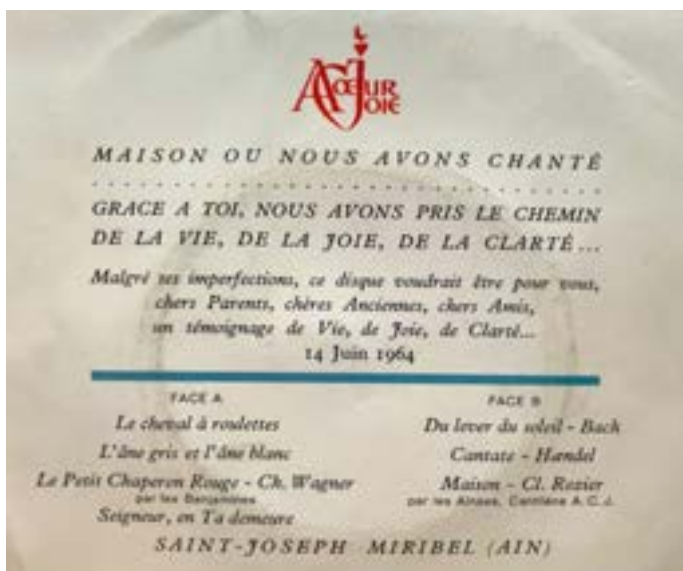 A CŒUR JOIE
MAISON OU NOUS AVONS CHANTÉ
GRACE A TOI, NOUS AVONS PRIS LE CHEMIN
DE LA VIE, DE LA JOIE, DE LA CLARTÉ...
Malgré ses imperfections, ce disque voudrait être pour vous,
chers Parents, chères Anciennes, chers Amis,
un témoignage de Vie, de Joie, de Clarté...
14 Juin 1964
FACE A
Le cheval à roulettes
L'âne gris et l'âne blanc
Le Petit Chaperon Rouge - Ch. Wagner
par les Benjamines
Seigneur, en Ta demeure
FACE B
Du lever du soleil - Bach
Cantate - Hændel
Maison - Cl. Rozier
par les Aînées, Cantilène A. C. J.
SAINT-JOSEPH MIRIBEL (AIN)